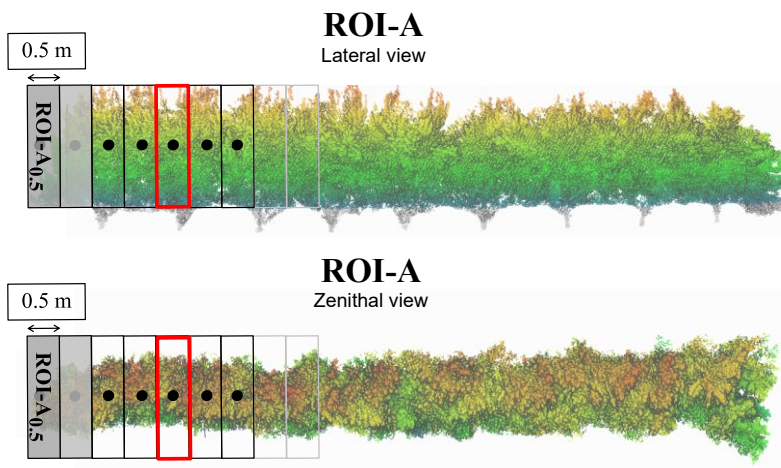 ROI-A
Lateral view
0.5 m
ROI-A0.5
ROI-A
Zenithal view
0.5 m
ROI-A0.5